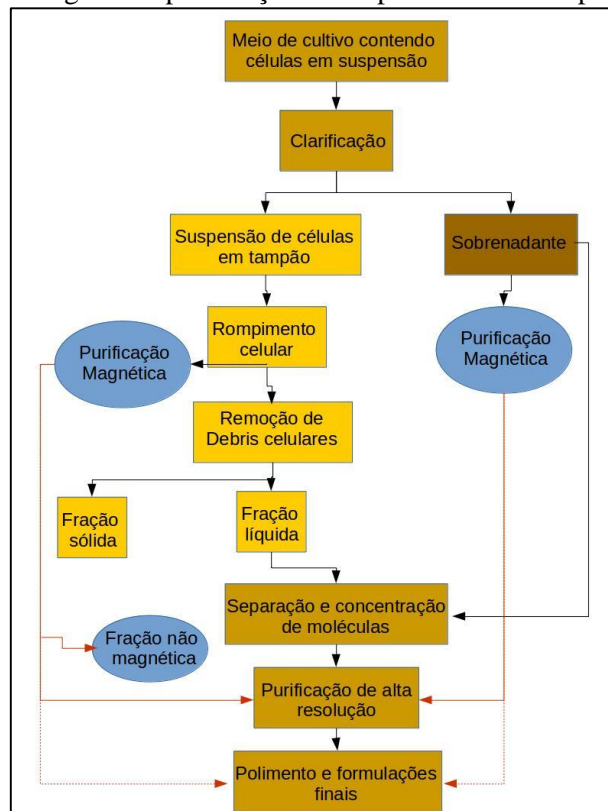 Meio de cultivo contendo
células em suspensão
Clarificação
Suspensão de células
em tampão
Sobrenadante
Rompimento
celular
Purificação
Magnética
Purificação
Magnética
Remoção de
Debris celulares
Fração
sólida
Fração
líquida
Separação e concentração
de moléculas
Fração não
magnética
Purificação de alta
resolução
Polimento e formulações
finais